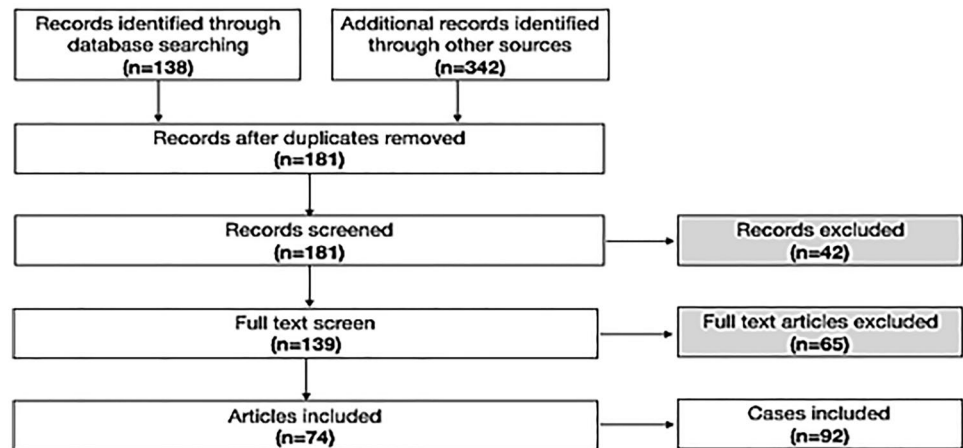 Records identified through
database searching
(n=138)
Additional records identified
through other sources
(n=342)
Records after duplicates removed
(n=181)
Records screened
(n=181)
Records excluded
(n=42)
Full text screen
(n=139)
Full text articles excluded
(n=65)
Articles included
(n=74)
Cases included
(n=92)